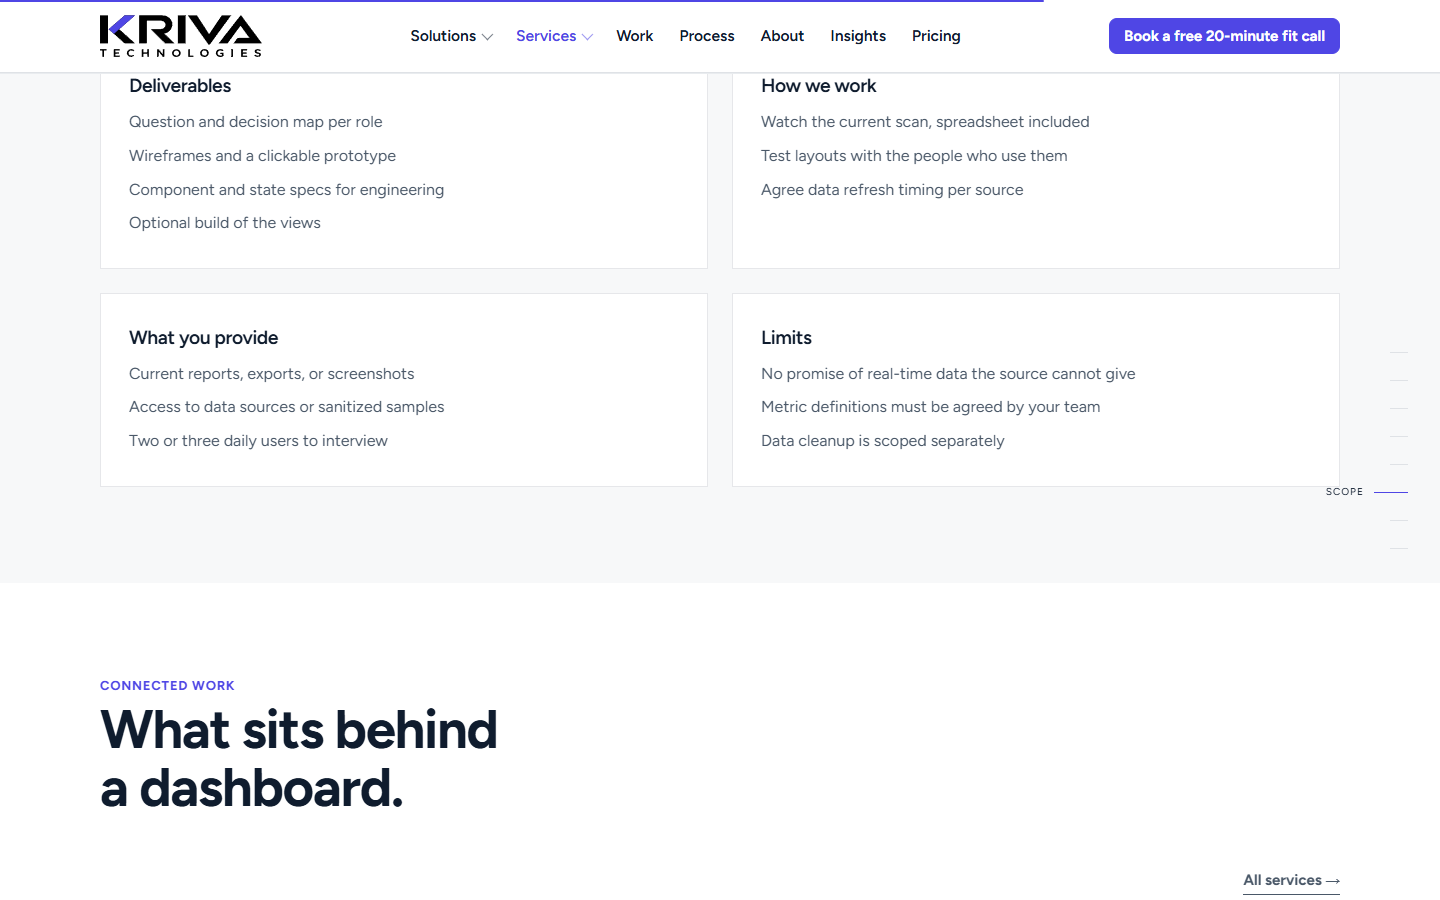 KRIVA
TECHNOLOGIES
Solutions
Services
Work
Process
About
Insights
Pricing
Book a free 20-minute fit call
Deliverables
Question and decision map per role
Wireframes and a clickable prototype
Component and state specs for engineering
Optional build of the views
How we work
Watch the current scan, spreadsheet included
Test layouts with the people who use them
Agree data refresh timing per source
What you provide
Current reports, exports, or screenshots
Access to data sources or sanitized samples
Two or three daily users to interview
Limits
No promise of real-time data the source cannot give
Metric definitions must be agreed by your team
Data cleanup is scoped separately
SCOPE
CONNECTED WORK
What sits behind
a dashboard.
All services →